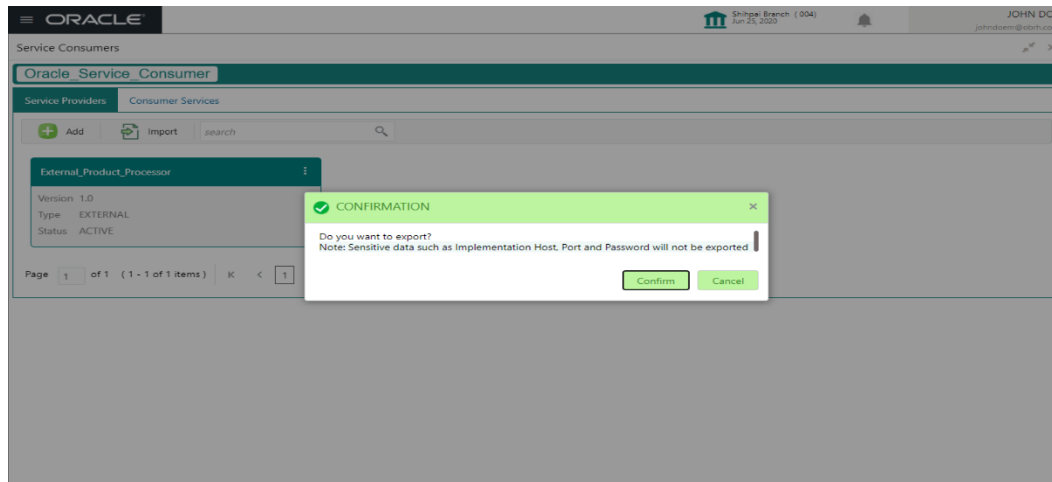 ORACLE
Shihpai Branch ( 004)
Jun 25, 2020
JOHN DO
johndoem@obrh.co
Service Consumers
Oracle_Service_Consumer
Service Providers Consumer Services
Add Import search
External_Product_Processor
Version 1.0
Type EXTERNAL
Status ACTIVE
Page 1 of 1 ( 1 - 1 of 1 items ) 1
CONFIRMATION
Do you want to export?
Note: Sensitive data such as Implementation Host, Port and Password will not be exported
Confirm Cancel